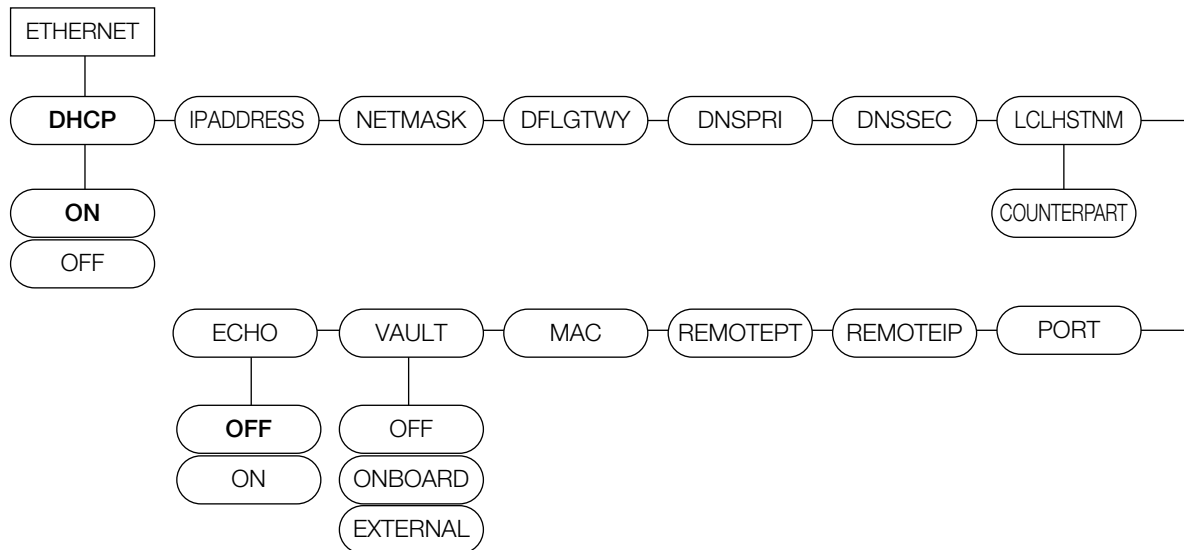 ETHERNET
DHCP
IPADDRESS
NETMASK
DFLGTWY
DNSPRI
DNSSEC
LCLHSTNM
ON
OFF
COUNTERPART
ECHO
VAULT
MAC
REMOTEPT
REMOTEIP
PORT
OFF
ON
OFF
ONBOARD
EXTERNAL